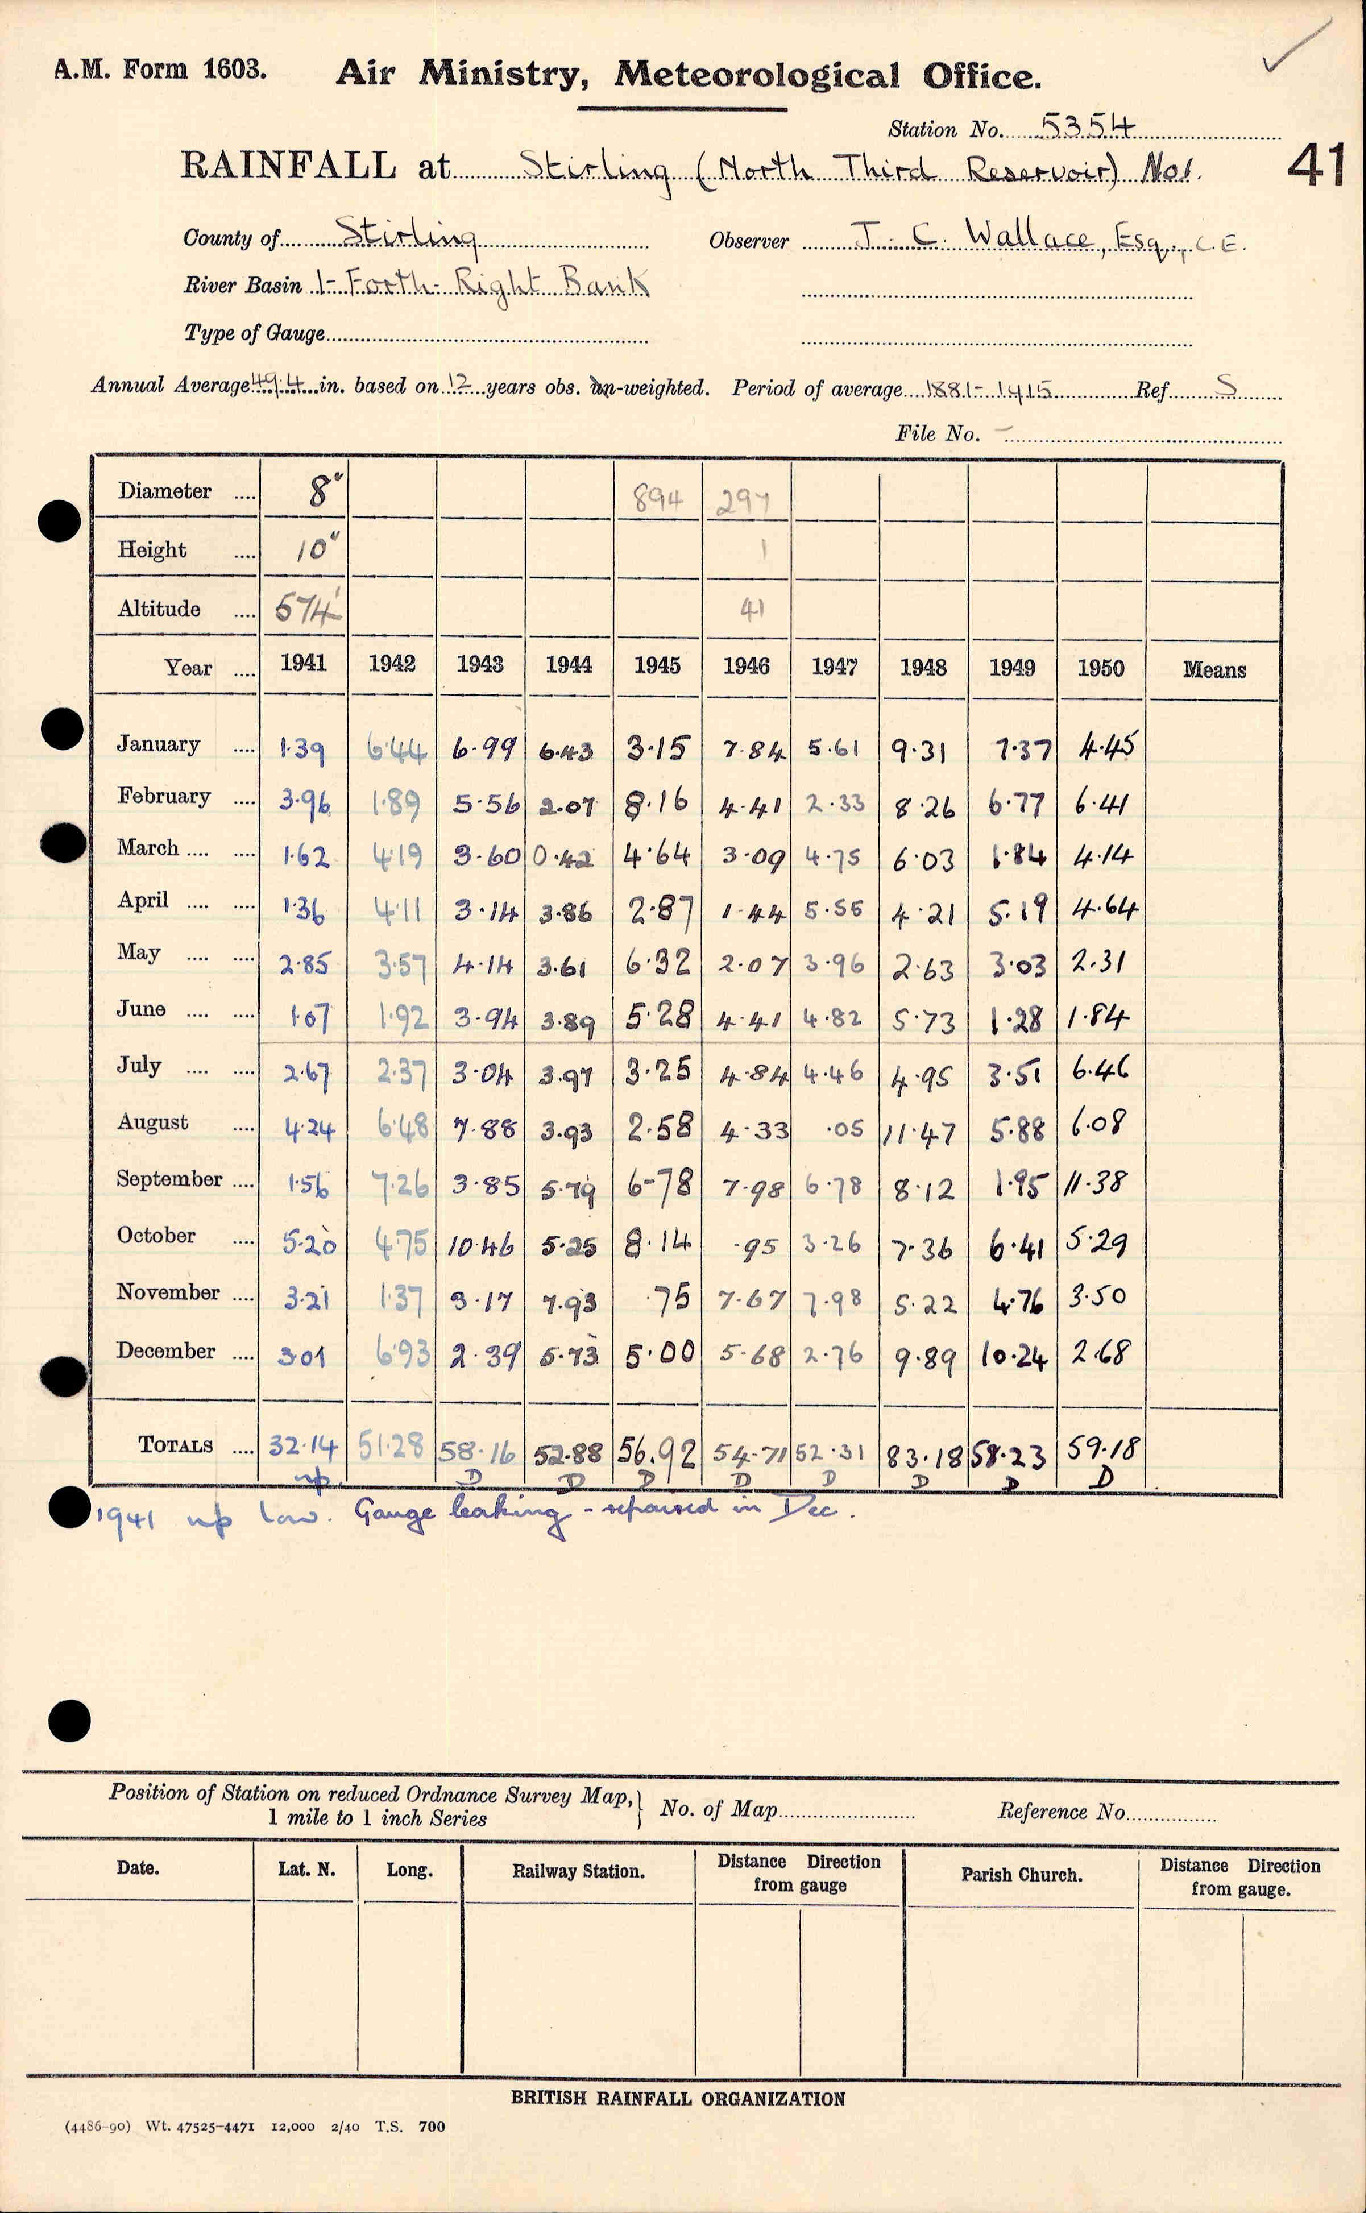 A.M. Form 1603. Air Ministry, Meteorological Office.
Station No. 5354
RAINFALL at Stirling (North Third Reservoir) No1. 41
County of Stirling Observer J. C. Wallace, Esq., C.E.
River Basin 1-Forth-Right Bank
Type of Gauge
Annual Average 49.4 in. based on 12 years obs. un-weighted. Period of average 1881-1915 Ref S
File No. -
Diameter .... 8" 894 297
Height .... 10" 1
Altitude .... 574' 41
Year .... 1941 1942 1943 1944 1945 1946 1947 1948 1949 1950 Means
January .... 1.39 6.44 6.99 6.43 3.15 7.84 5.61 9.31 7.37 4.45
February .... 3.96 1.89 5.56 2.07 8.16 4.41 2.33 8.26 6.77 6.41
March .... .... 1.62 4.19 3.60 0.42 4.64 3.09 4.75 6.03 1.84 4.14
April .... .... 1.36 4.11 3.14 3.86 2.87 1.44 5.55 4.21 5.19 4.64
May .... .... 2.85 3.57 4.14 3.61 6.32 2.07 3.96 2.63 3.03 2.31
June .... .... 1.07 1.92 3.94 3.89 5.28 4.41 4.82 5.73 1.28 1.84
July .... .... 2.67 2.37 3.04 3.97 3.25 4.84 4.46 4.95 3.51 6.46
August .... 4.24 6.48 7.88 3.93 2.58 4.33 .05 11.47 5.88 6.08
September .... 1.56 7.26 3.85 5.79 6-78 7.98 6.78 8.12 1.95 11.38
October .... 5.20 4.75 10.46 5.25 8.14 .95 3.26 7.36 6.41 5.29
November .... 3.21 1.37 3.17 7.93 .75 7.67 7.98 5.22 4.76 3.50
December .... 3.01 6.93 2.39 5.73 5.00 5.68 2.76 9.89 10.24 2.68
TOTALS .... 32.14 51.28 58.16 52.88 56.92 54.71 52.31 83.18 58.23 59.18
np. D D D D D D D D
1941 np low. Gauge leaking - repaired in Dec.
Position of Station on reduced Ordnance Survey Map, } No. of Map Reference No.
1 mile to 1 inch Series
Date. Lat. N. Long. Railway Station. Distance Direction from gauge Parish Church. Distance Direction from gauge.
BRITISH RAINFALL ORGANIZATION
(4486-90) Wt. 47525-4471 12,000 2/40 T.S. 700